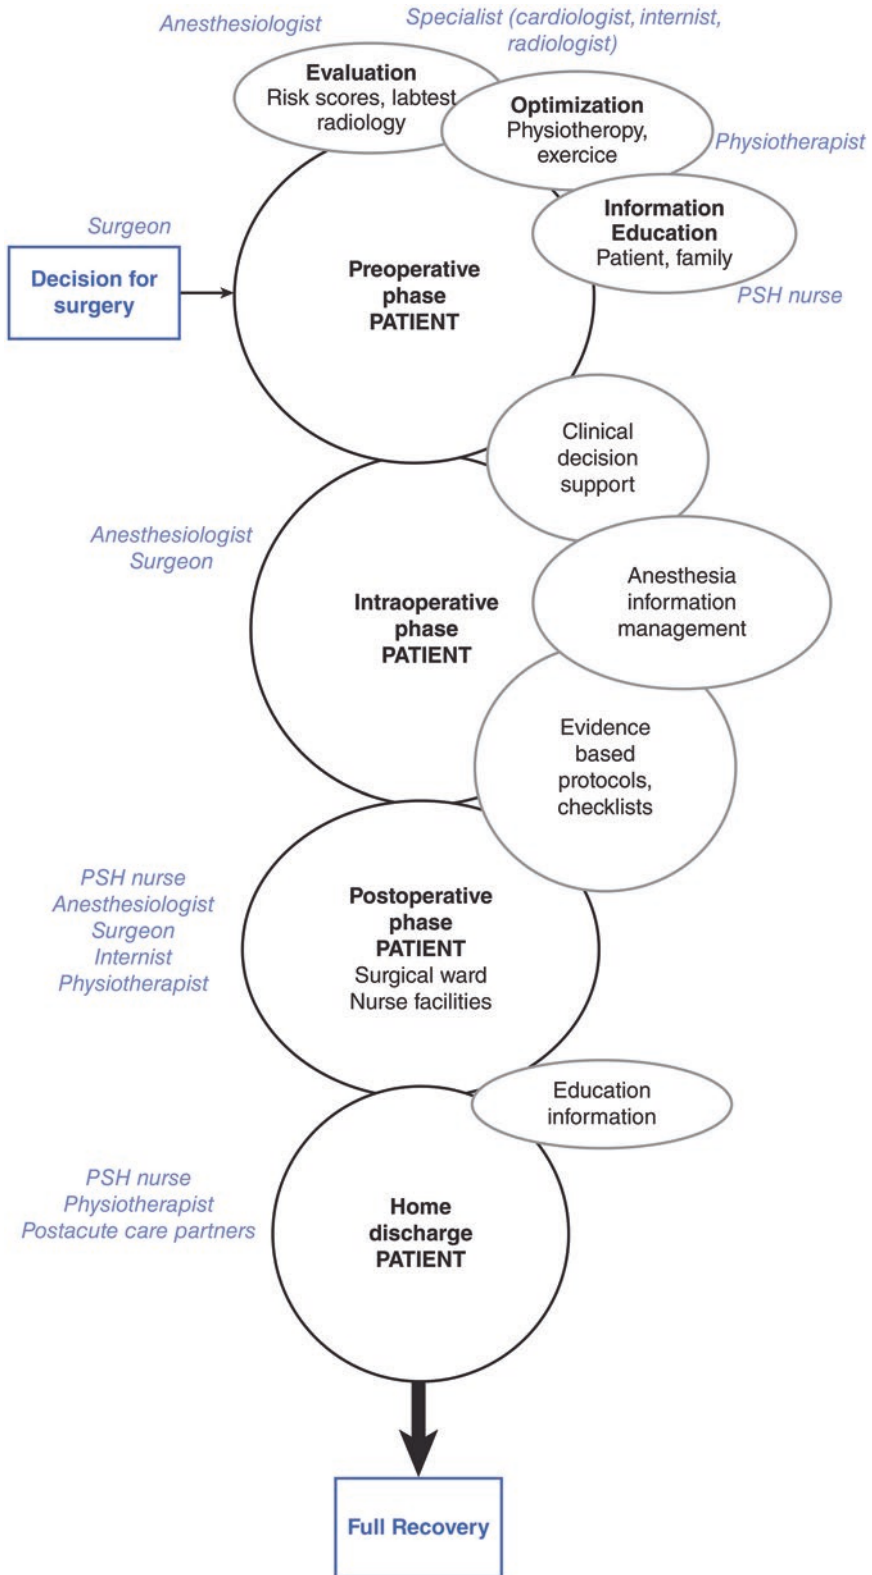 Anesthesiologist
Specialist (cardiologist, internist,
radiologist)
Evaluation
Risk scores, labtest
radiology
Optimization
Physiotheropy,
exercice
Physiotherapist
Information
Education
Patient, family
PSH nurse
Surgeon
Decision for
surgery
Preoperative
phase
PATIENT
Clinical
decision
support
Anesthesiologist
Surgeon
Anesthesia
information
management
Intraoperative
phase
PATIENT
Evidence
based
protocols,
checklists
PSH nurse
Anesthesiologist
Surgeon
Internist
Physiotherapist
Postoperative
phase
PATIENT
Surgical ward
Nurse facilities
Education
information
PSH nurse
Physiotherapist
Postacute care partners
Home
discharge
PATIENT
Full Recovery